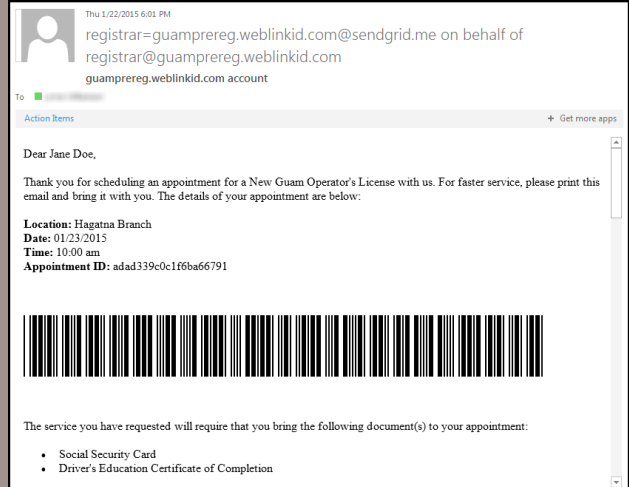 Thu 1/22/2015 6:01 PM
registrar=guamprereg.weblinkid.com@sendgrid.me on behalf of
registrar@guamprereg.weblinkid.com
guamprereg.weblinkid.com account
To
Action Items + Get more apps
Dear Jane Doe,
Thank you for scheduling an appointment for a New Guam Operator's License with us. For faster service, please print this
email and bring it with you. The details of your appointment are below:
Location: Hagatna Branch
Date: 01/23/2015
Time: 10:00 am
Appointment ID: adad339c0c1f6ba66791
The service you have requested will require that you bring the following document(s) to your appointment:
• Social Security Card
• Driver's Education Certificate of Completion